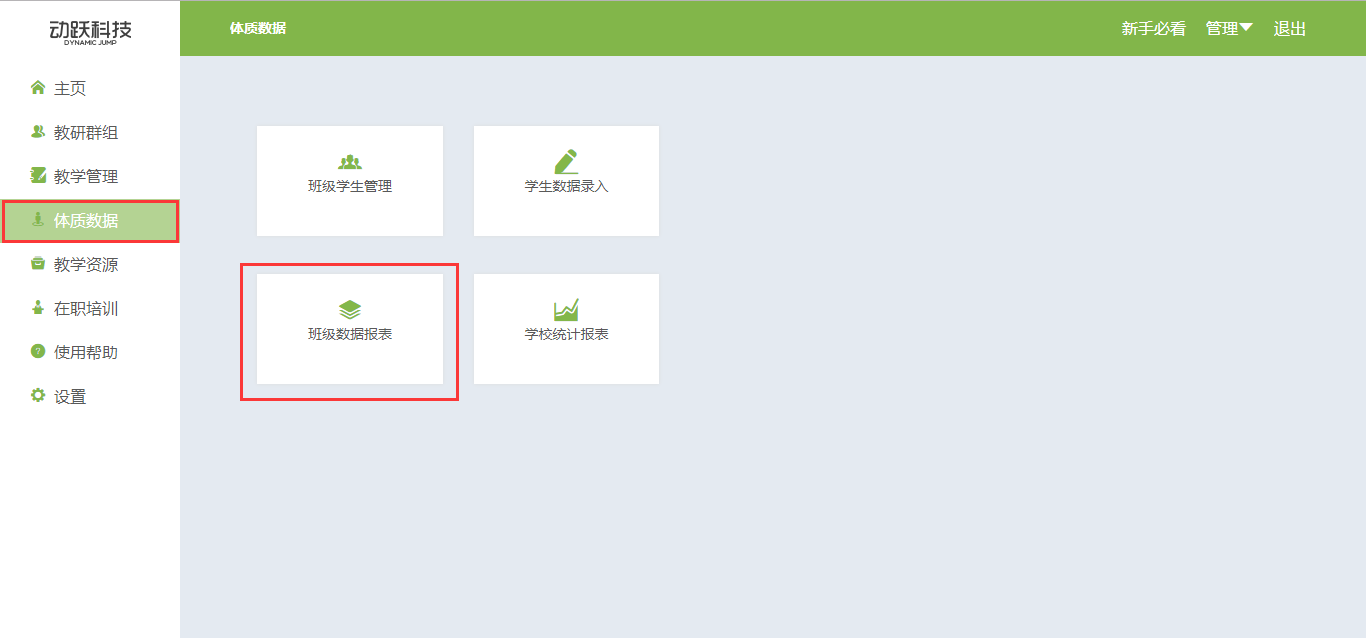 动跃科技
DYNAMIC JUMP
体质数据
新手必看 管理 退出
主页
教研群组
教学管理
体质数据
教学资源
在职培训
使用帮助
设置
班级学生管理
学生数据录入
班级数据报表
学校统计报表